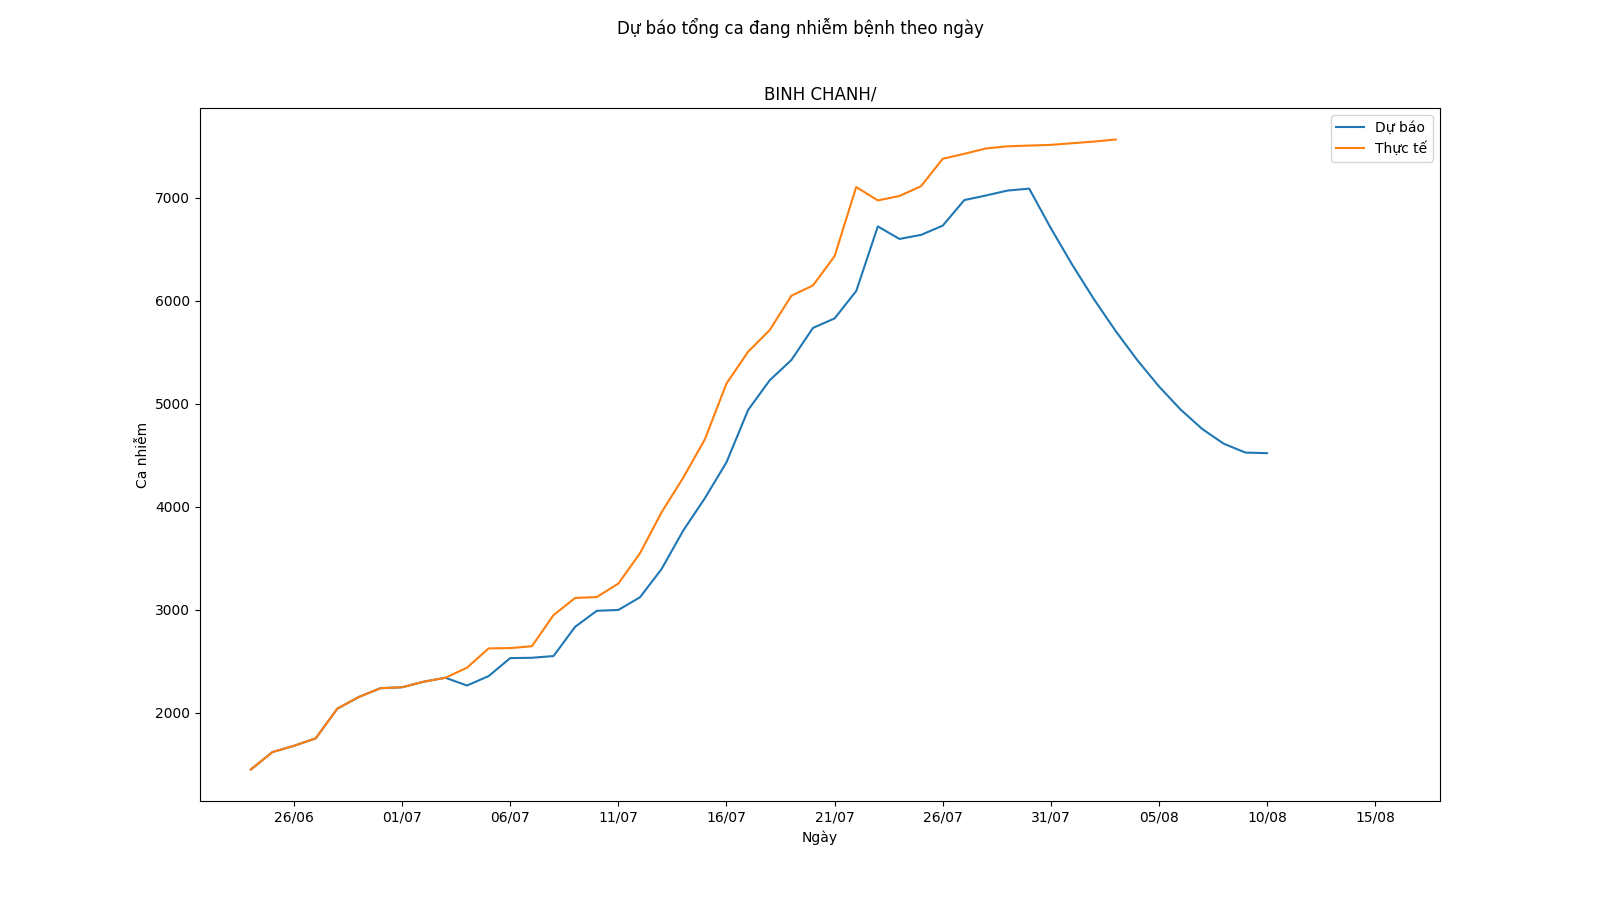 Dự báo tổng ca đang nhiễm bệnh theo ngày
BINH CHANH/
Dự báo
Thực tế
7000
6000
5000
4000
3000
2000
Ca nhiễm
26/06 01/07 06/07 11/07 16/07 21/07 26/07 31/07 05/08 10/08 15/08
Ngày